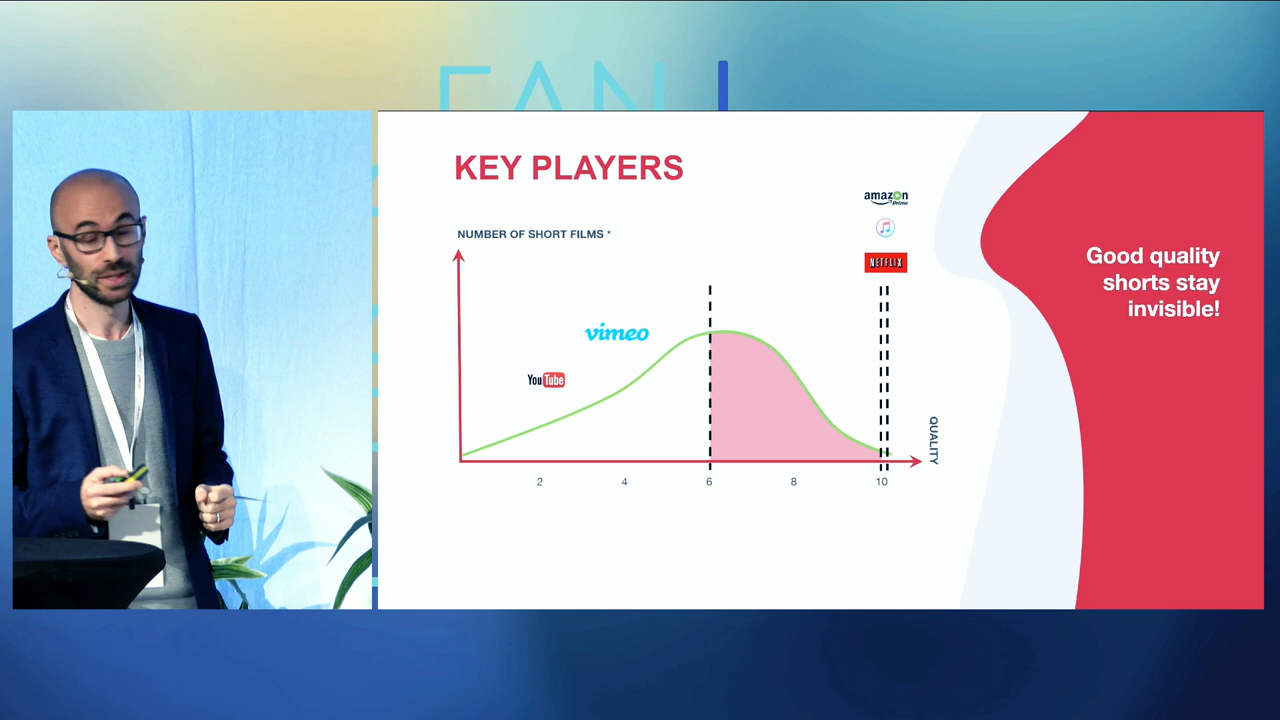 KEY PLAYERS
NUMBER OF SHORT FILMS *
amazon
Prime
NETFLIX
vimeo
YouTube
QUALITY
2 4 6 8 10
Good quality
shorts stay
invisible!